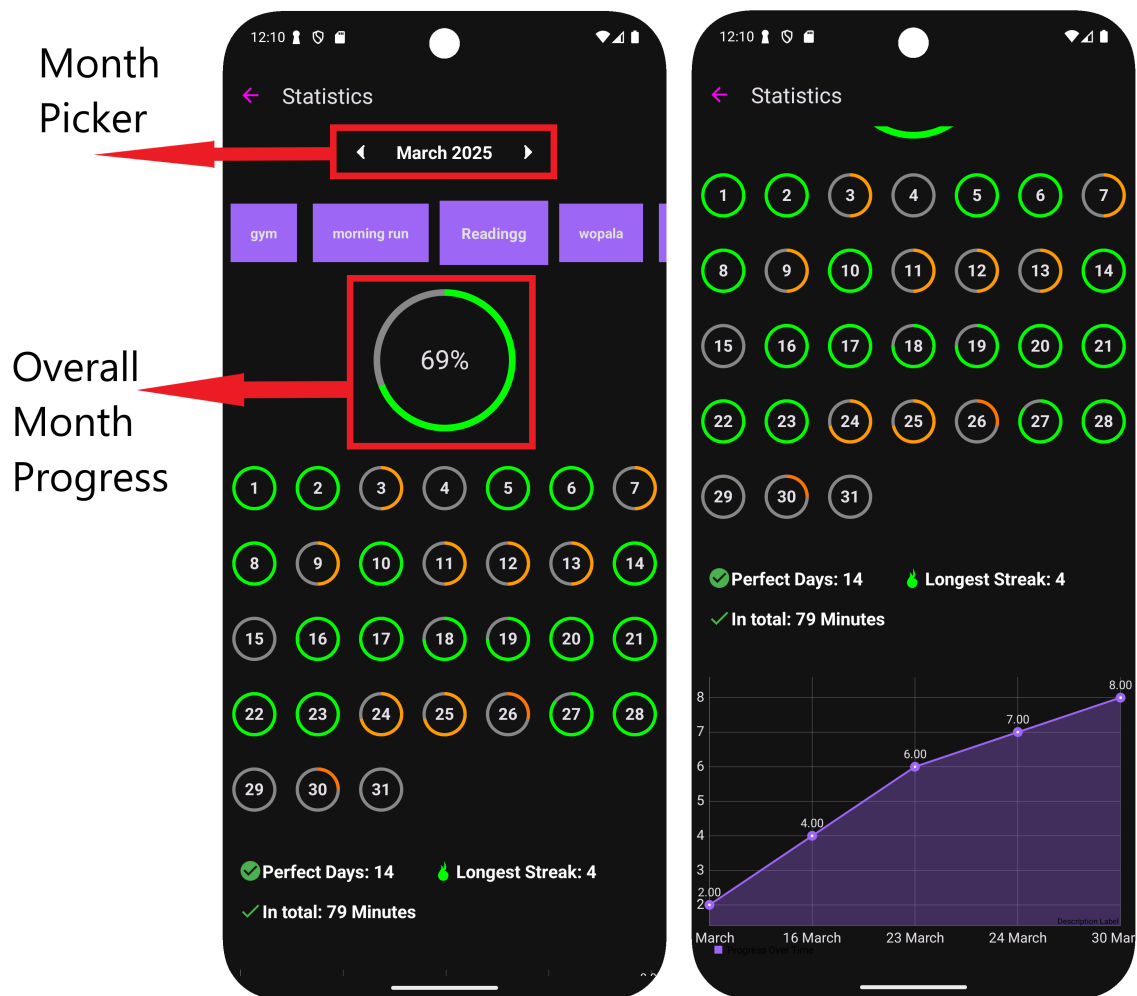 Month
Picker
Overall
Month
Progress
12:10
Statistics
March 2025
gym morning run Readingg wopala
69%
1 2 3 4 5 6 7
8 9 10 11 12 13 14
15 16 17 18 19 20 21
22 23 24 25 26 27 28
29 30 31
Perfect Days: 14 Longest Streak: 4
In total: 79 Minutes
12:10
Statistics
1 2 3 4 5 6 7
8 9 10 11 12 13 14
15 16 17 18 19 20 21
22 23 24 25 26 27 28
29 30 31
Perfect Days: 14 Longest Streak: 4
In total: 79 Minutes
8.00
8
7.00
7
6.00
6
5
4.00
4
3
2.00
2
Description Label
March 16 March 23 March 24 March 30 Mar
Progress Over Time